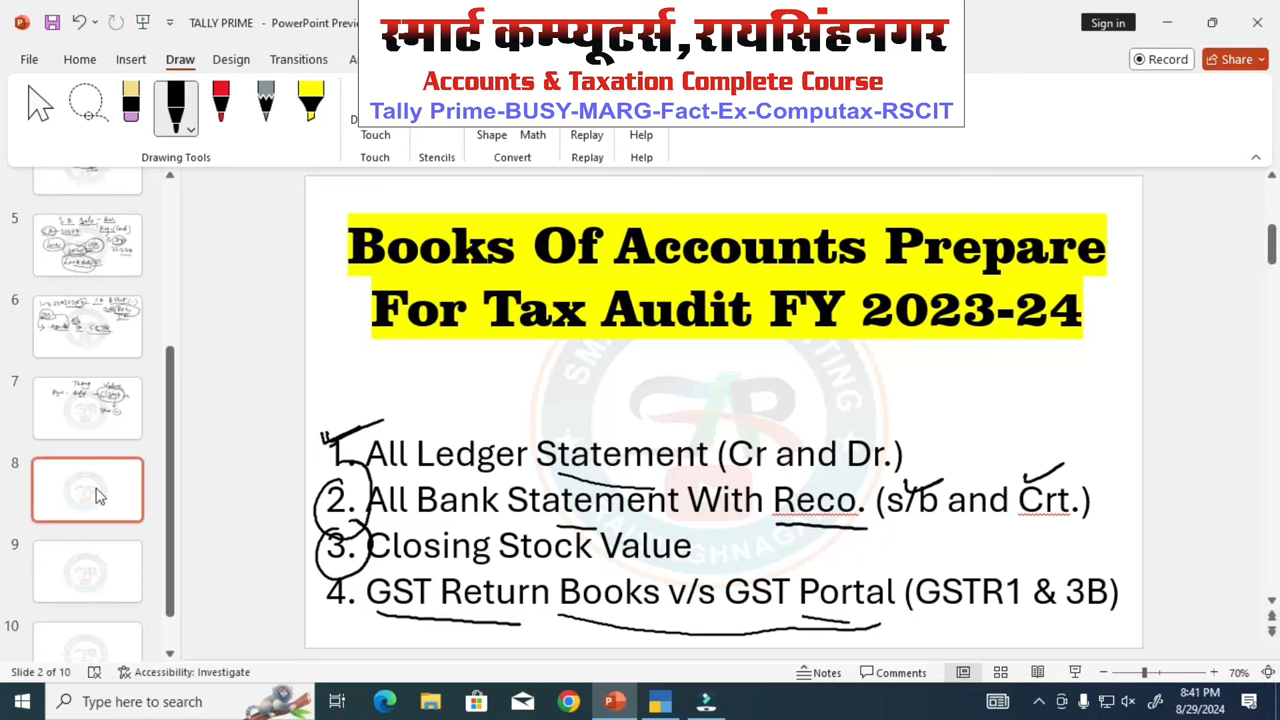 TALLY PRIME - PowerPoint Previe
Sign in
स्मार्ट कम्प्यूटर्स,रायसिंहनगर
Accounts & Taxation Complete Course
Tally Prime-BUSY-MARG-Fact-Ex-Computax-RSCIT
File Home Insert Draw Design Transitions
Record Share
Touch Shape Math Replay Help
Drawing Tools Touch Stencils Convert Replay Help
5
6
7
8
9
10
Books Of Accounts Prepare
For Tax Audit FY 2023-24
1. All Ledger Statement (Cr and Dr.)
2. All Bank Statement With Reco. (s/b and Crt.)
3. Closing Stock Value
4. GST Return Books v/s GST Portal (GSTR1 & 3B)
Slide 2 of 10 Accessibility: Investigate Notes Comments 70%
Type here to search
8:41 PM
8/29/2024